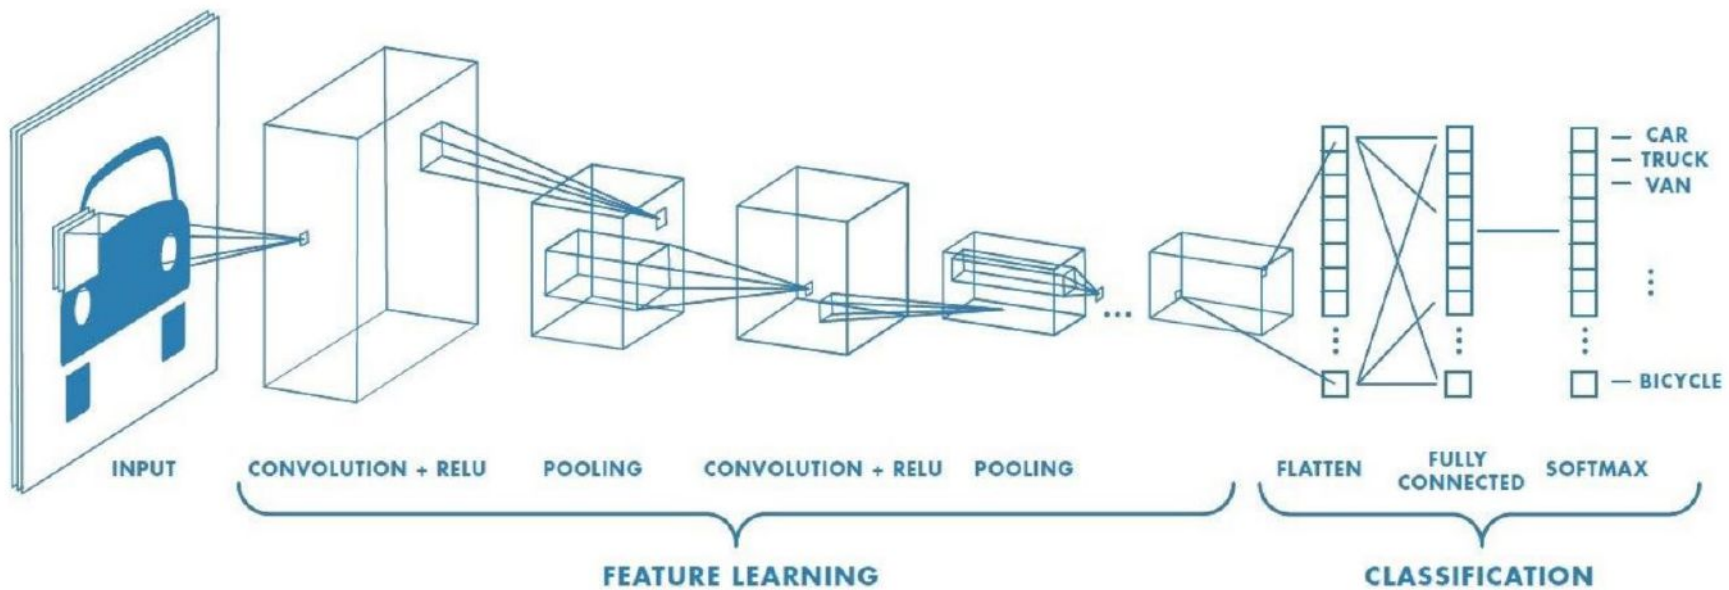 CAR
TRUCK
VAN
BICYCLE
INPUT
CONVOLUTION + RELU
POOLING
CONVOLUTION + RELU
POOLING
FLATTEN
FULLY
CONNECTED
SOFTMAX
FEATURE LEARNING
CLASSIFICATION